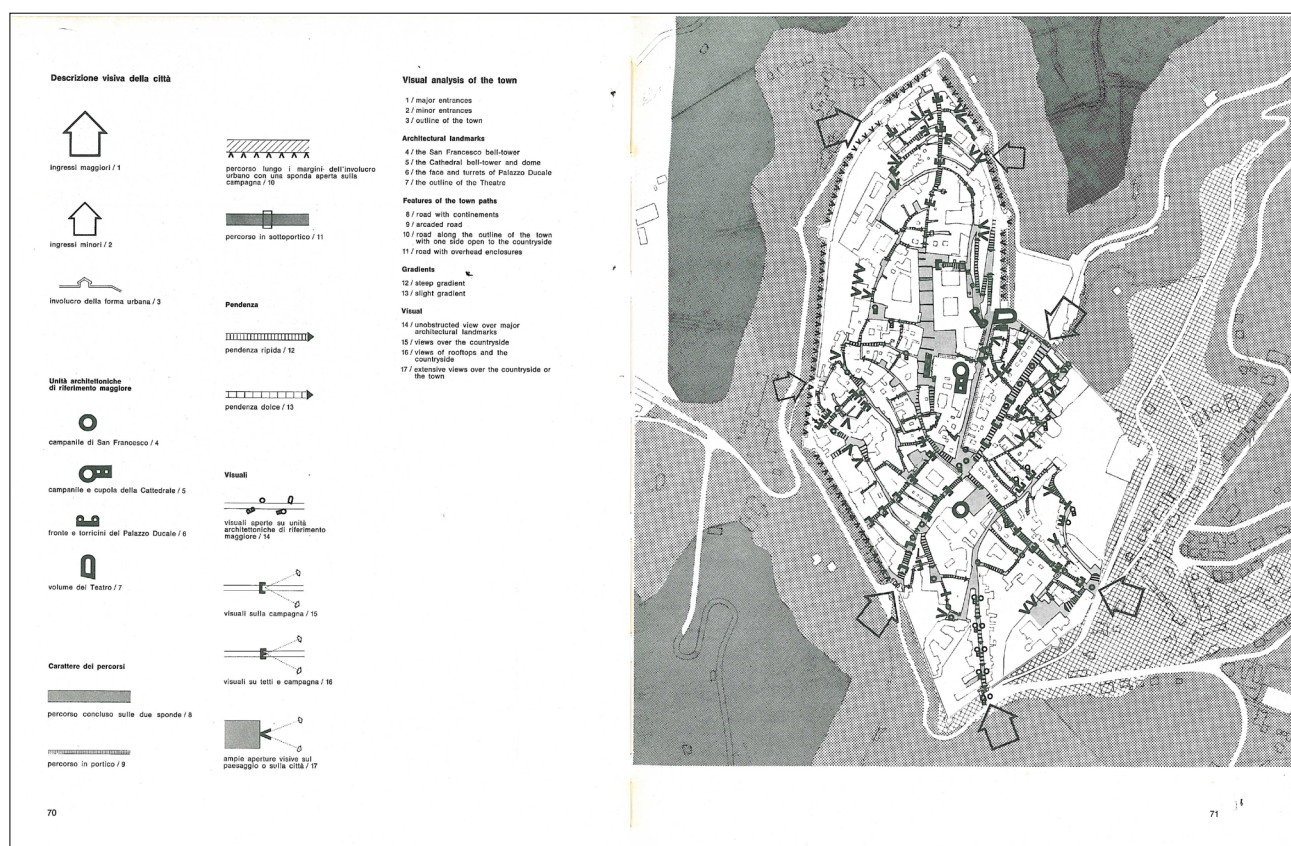 Descrizione visiva della città
ingressi maggiori / 1
ingressi minori / 2
involucro della forma urbana / 3
Unità architettoniche
di riferimento maggiore
campanile di San Francesco / 4
campanile e cupola della Cattedrale / 5
fronte e torricini del Palazzo Ducale / 6
volume del Teatro / 7
Carattere dei percorsi
percorso concluso sulle due sponde / 8
percorso in portico / 9
percorso lungo i margini dell'involucro
urbano con una sponda aperta sulla
campagna / 10
percorso in sottoportico / 11
Pendenza
pendenza ripida / 12
pendenza dolce / 13
Visuali
visuali aperte su unità
architettoniche di riferimento
maggiore / 14
visuali sulla campagna / 15
visuali su tetti e campagna / 16
ampie aperture visive sul
paesaggio o sulla città / 17
Visual analysis of the town
1 / major entrances
2 / minor entrances
3 / outline of the town
Architectural landmarks
4 / the San Francesco bell-tower
5 / the Cathedral bell-tower and dome
6 / the face and turrets of Palazzo Ducale
7 / the outline of the Theatre
Features of the town paths
8 / road with continements
9 / arcaded road
10 / road along the outline of the town
with one side open to the countryside
11 / road with overhead enclosures
Gradients
12 / steep gradient
13 / slight gradient
Visual
14 / unobstructed view over major
architectural landmarks
15 / views over the countryside
16 / views of rooftops and the
countryside
17 / extensive views over the countryside or
the town
70
71